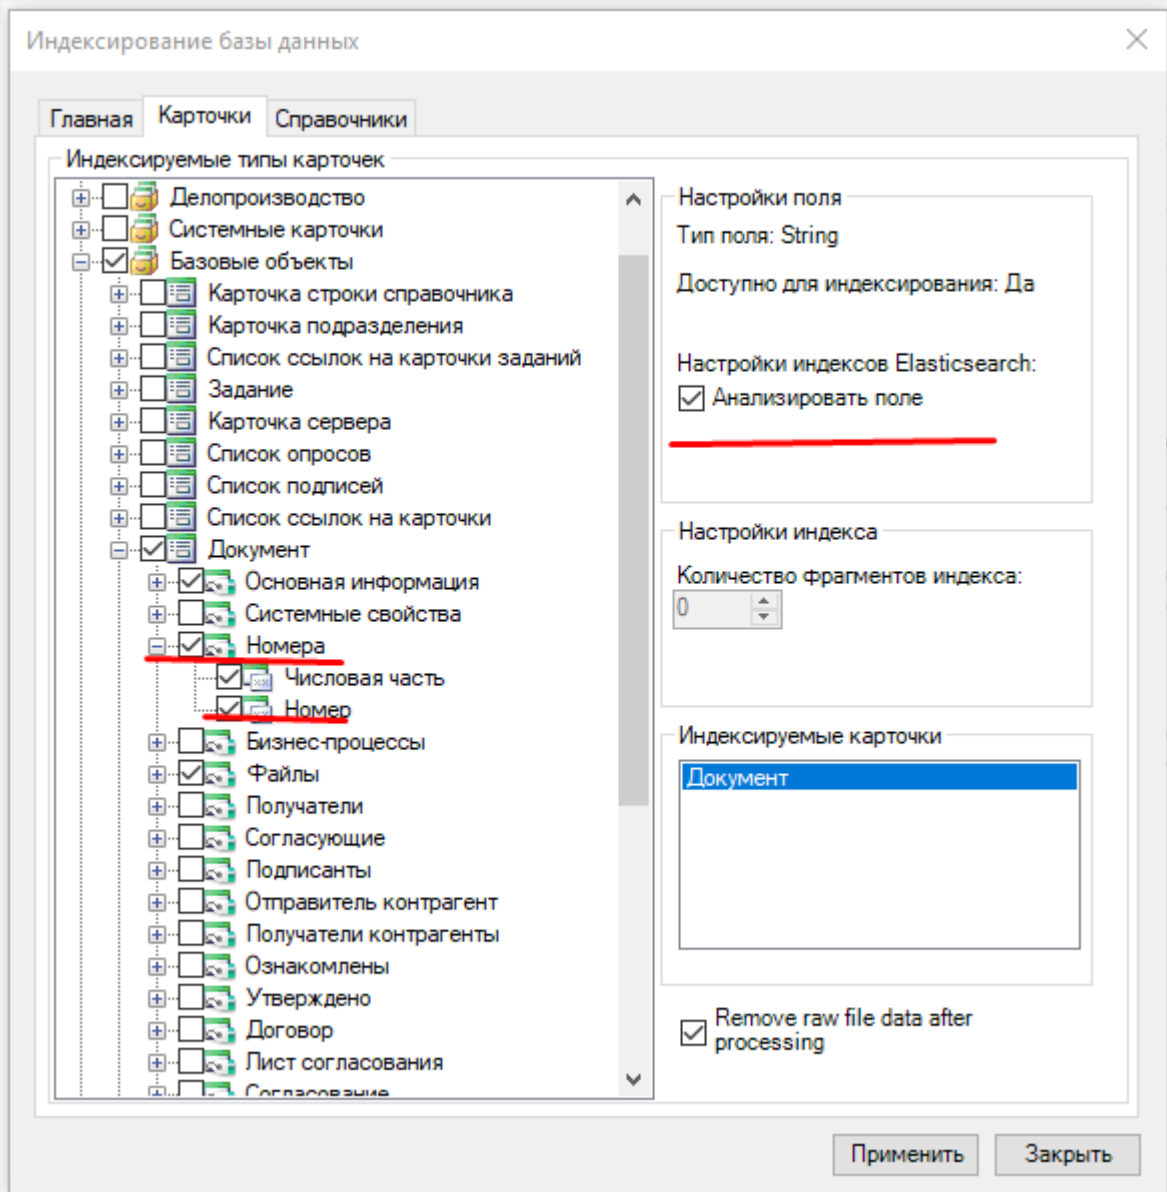 Индексирование базы данных
Главная
Карточки
Справочники
Индексируемые типы карточек
Делопроизводство
Системные карточки
Базовые объекты
Карточка строки справочника
Карточка подразделения
Список ссылок на карточки заданий
Задание
Карточка сервера
Список опросов
Список подписей
Список ссылок на карточки
Документ
Основная информация
Системные свойства
Номера
Числовая часть
Номер
Бизнес-процессы
Файлы
Получатели
Согласующие
Подписанты
Отправитель контрагент
Получатели контрагенты
Ознакомлены
Утверждено
Договор
Лист согласования
Согласование
Настройки поля
Тип поля: String
Доступно для индексирования: Да
Настройки индексов Elasticsearch:
Анализировать поле
Настройки индекса
Количество фрагментов индекса:
0
Индексируемые карточки
Документ
Remove raw file data after
processing
Применить
Закрыть